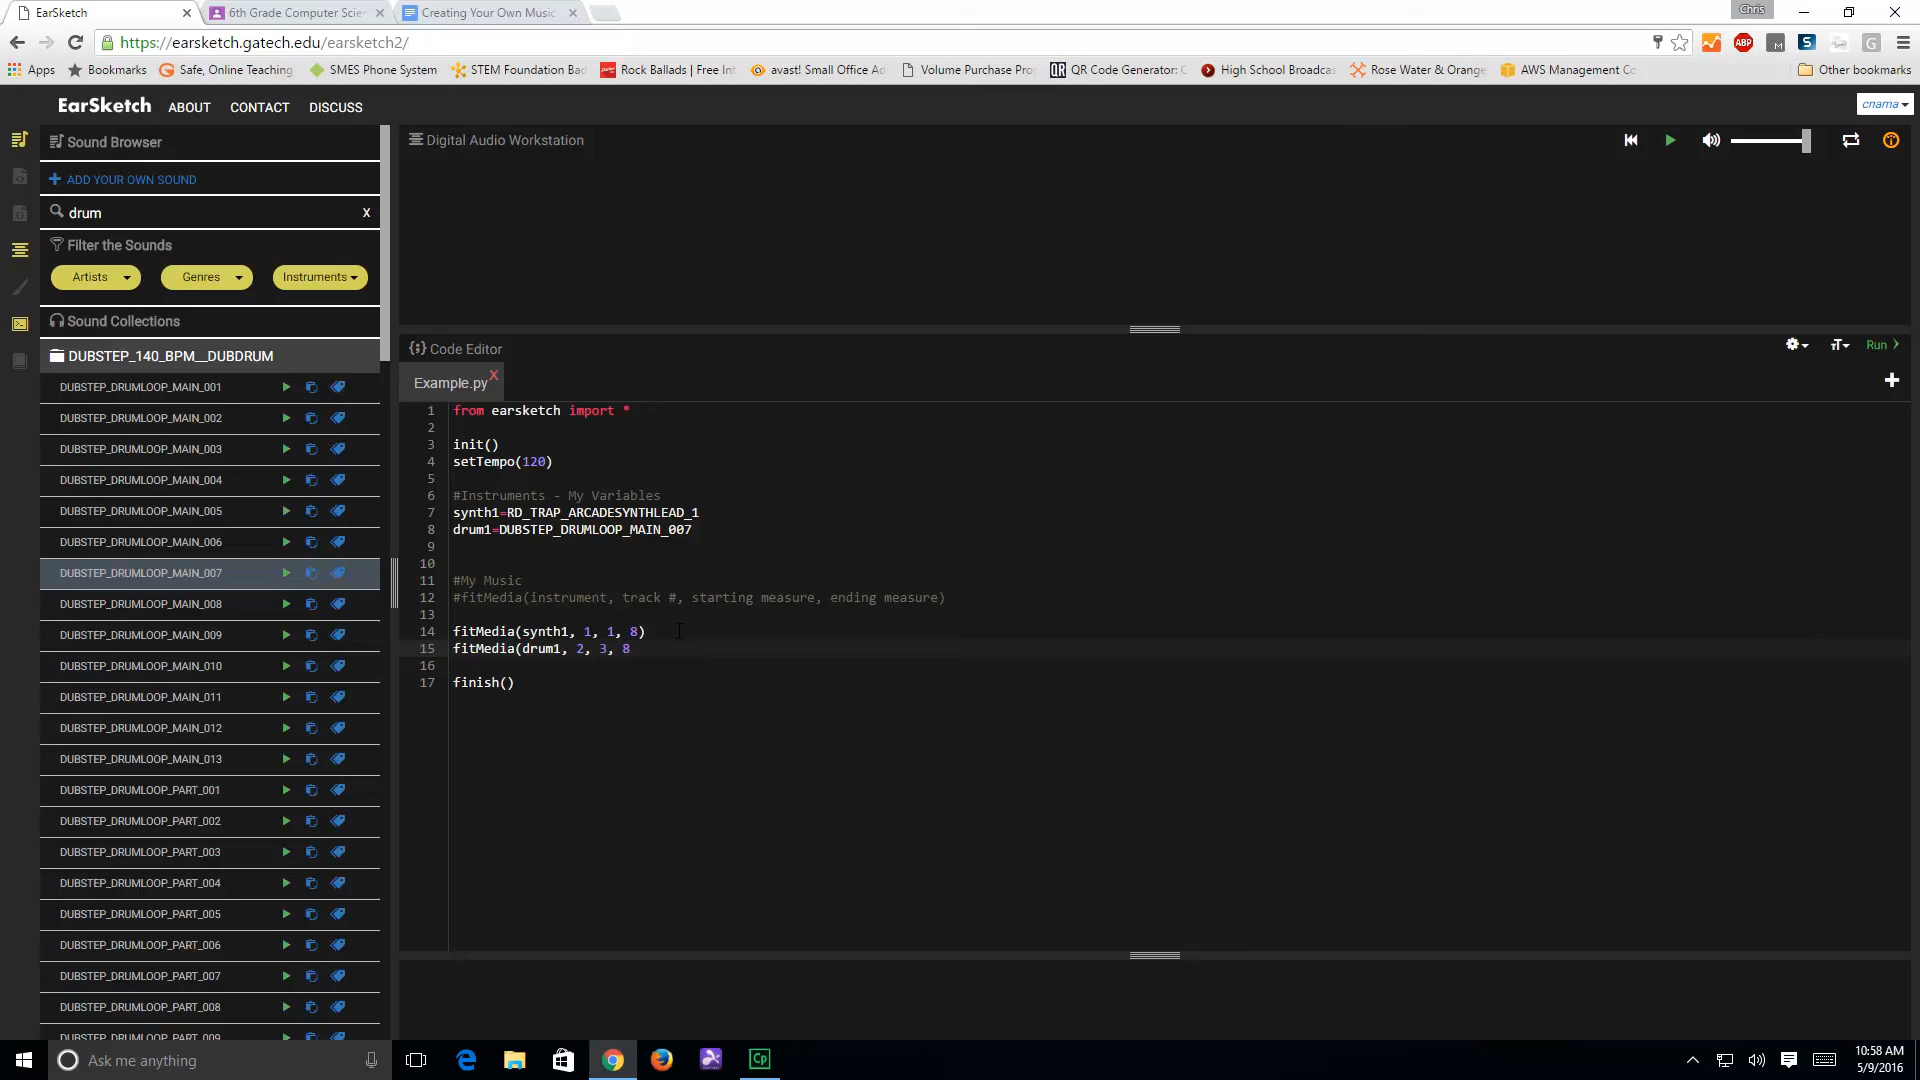 EarSketch
6th Grade Computer Scien
Creating Your Own Music
Chris
https://earsketch.gatech.edu/earsketch2/
Apps
Bookmarks
Safe, Online Teaching
SMES Phone System
STEM Foundation Bad
Rock Ballads | Free Int
avast! Small Office Ad
Volume Purchase Pro
QR Code Generator: C
High School Broadcas
Rose Water & Orange
AWS Management Co
Other bookmarks
EarSketch ABOUT CONTACT DISCUSS
cnama
Sound Browser
ADD YOUR OWN SOUND
drum x
Filter the Sounds
Artists Genres Instruments
Sound Collections
DUBSTEP_140_BPM__DUBDRUM
DUBSTEP_DRUMLOOP_MAIN_001
DUBSTEP_DRUMLOOP_MAIN_002
DUBSTEP_DRUMLOOP_MAIN_003
DUBSTEP_DRUMLOOP_MAIN_004
DUBSTEP_DRUMLOOP_MAIN_005
DUBSTEP_DRUMLOOP_MAIN_006
DUBSTEP_DRUMLOOP_MAIN_007
DUBSTEP_DRUMLOOP_MAIN_008
DUBSTEP_DRUMLOOP_MAIN_009
DUBSTEP_DRUMLOOP_MAIN_010
DUBSTEP_DRUMLOOP_MAIN_011
DUBSTEP_DRUMLOOP_MAIN_012
DUBSTEP_DRUMLOOP_MAIN_013
DUBSTEP_DRUMLOOP_PART_001
DUBSTEP_DRUMLOOP_PART_002
DUBSTEP_DRUMLOOP_PART_003
DUBSTEP_DRUMLOOP_PART_004
DUBSTEP_DRUMLOOP_PART_005
DUBSTEP_DRUMLOOP_PART_006
DUBSTEP_DRUMLOOP_PART_007
DUBSTEP_DRUMLOOP_PART_008
DUBSTEP_DRUMLOOP_PART_009
Digital Audio Workstation
Code Editor
Run
Example.py x
1 from earsketch import *
2
3 init()
4 setTempo(120)
5
6 #Instruments - My Variables
7 synth1=RD_TRAP_ARCADESYNTHLEAD_1
8 drum1=DUBSTEP_DRUMLOOP_MAIN_007
9
10
11 #My Music
12 #fitMedia(instrument, track #, starting measure, ending measure)
13
14 fitMedia(synth1, 1, 1, 8)
15 fitMedia(drum1, 2, 3, 8
16
17 finish()
Ask me anything
10:58 AM
5/9/2016